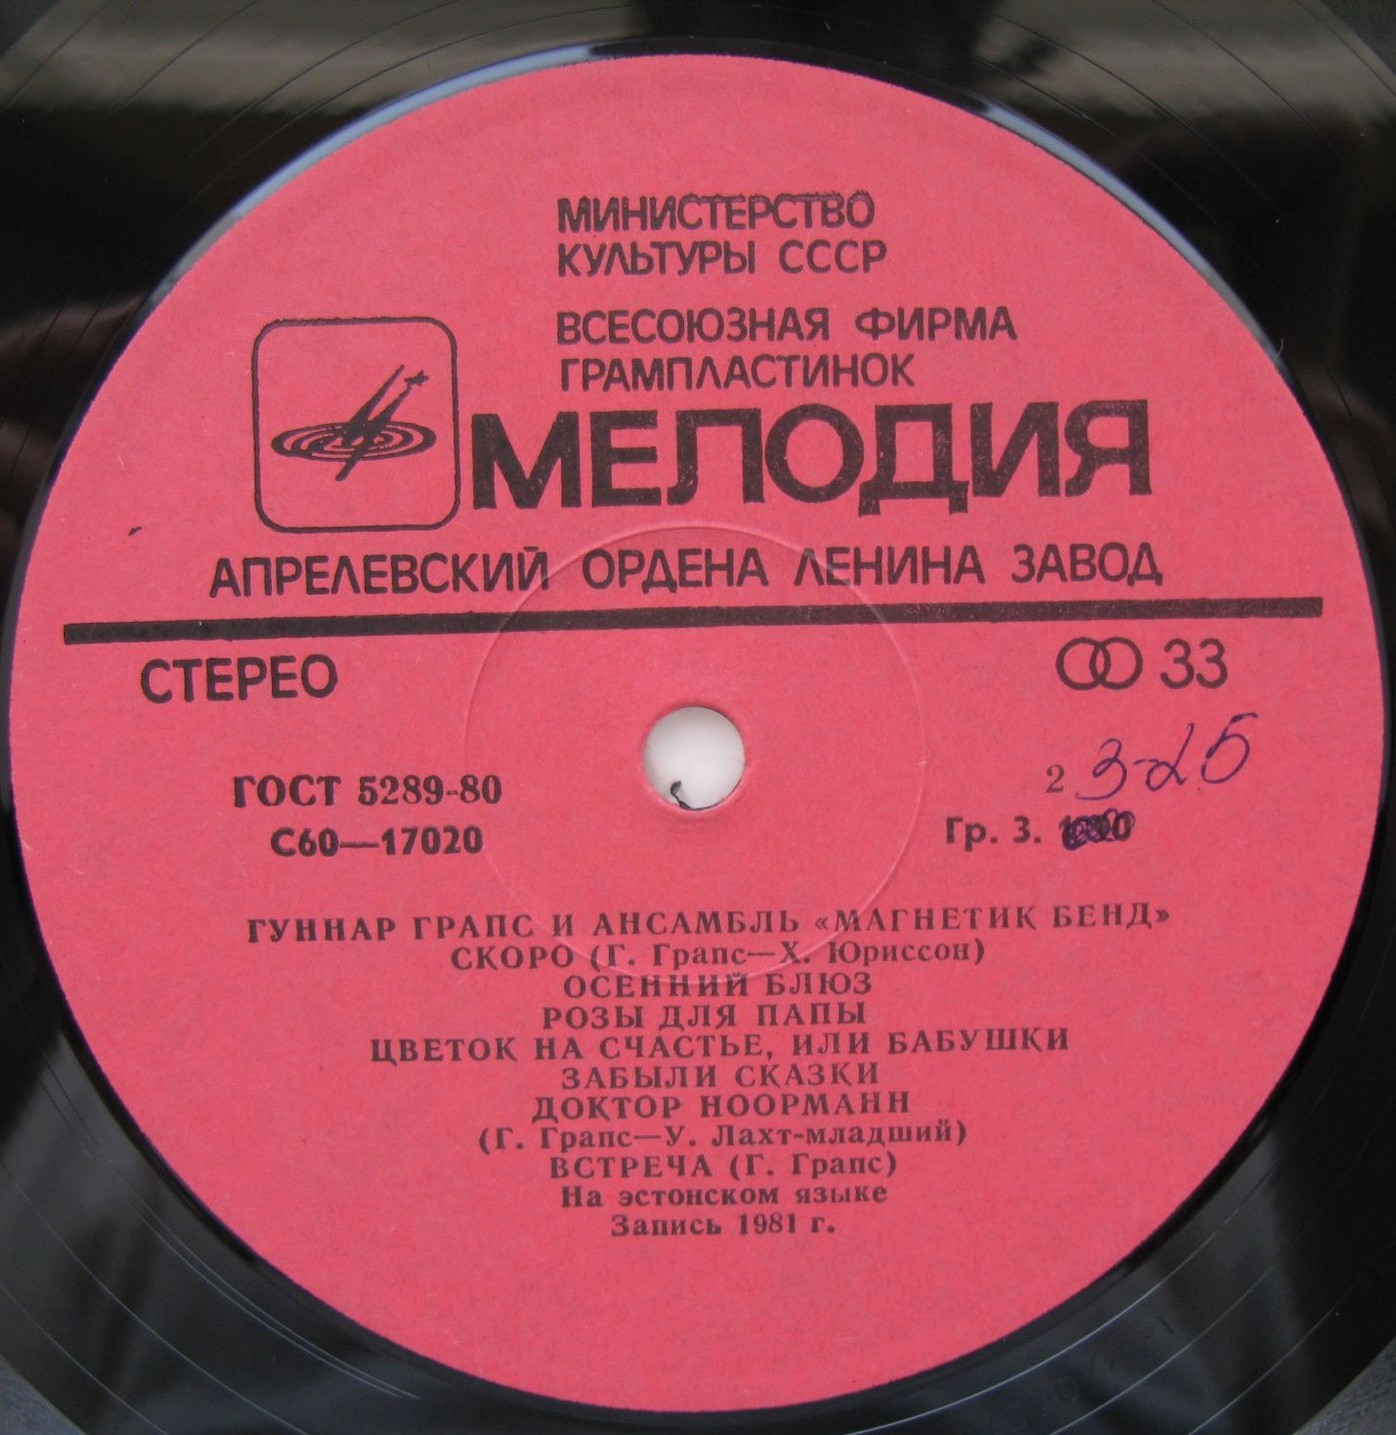 МИНИСТЕРСТВО
КУЛЬТУРЫ СССР
ВСЕСОЮЗНАЯ ФИРМА
ГРАМПЛАСТИНОК
МЕЛОДИЯ
АПРЕЛЕВСКИЙ ОРДЕНА ЛЕНИНА ЗАВОД
СТЕРЕО
33
ГОСТ 5289-80
2 3-25
С60—17020
Гр. 3.
ГУННАР ГРАПС И АНСАМБЛЬ «МАГНЕТИК БЕНД»
СКОРО (Г. Грапс—Х. Юриссон)
ОСЕННИЙ БЛЮЗ
РОЗЫ ДЛЯ ПАПЫ
ЦВЕТОК НА СЧАСТЬЕ, ИЛИ БАБУШКИ
ЗАБЫЛИ СКАЗКИ
ДОКТОР НООРМАНН
(Г. Грапс—У. Лахт-младший)
ВСТРЕЧА (Г. Грапс)
На эстонском языке
Запись 1981 г.